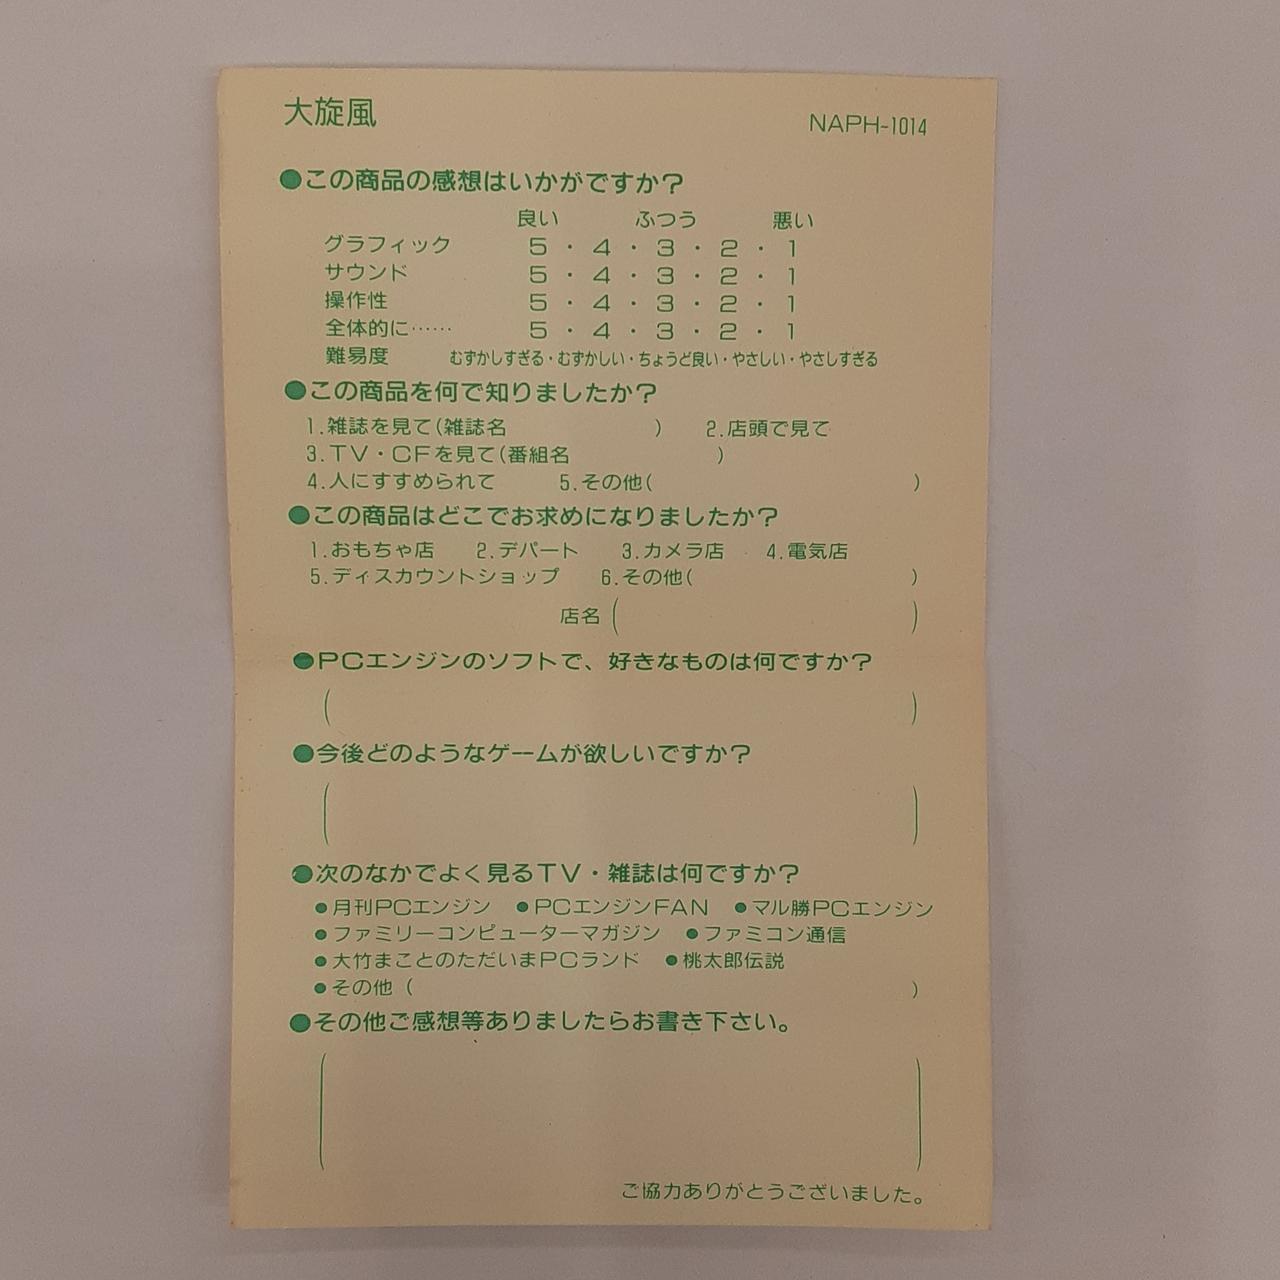 大旋風
NAPH-1014
●この商品の感想はいかがですか?
良い ふつう 悪い
グラフィック 5・4・3・2・1
サウンド 5・4・3・2・1
操作性 5・4・3・2・1
全体的に…… 5・4・3・2・1
難易度 むずかしすぎる・むずかしい・ちょうど良い・やさしい・やさしすぎる
●この商品を何で知りましたか?
1.雑誌を見て(雑誌名 ) 2.店頭で見て
3.TV・CFを見て(番組名 )
4.人にすすめられて 5.その他( )
●この商品はどこでお求めになりましたか?
1.おもちゃ店 2.デパート 3.カメラ店 4.電気店
5.ディスカウントショップ 6.その他( )
店名( )
●PCエンジンのソフトで、好きなものは何ですか?
( )
●今後どのようなゲームが欲しいですか?
( )
●次のなかでよく見るTV・雑誌は何ですか?
●月刊PCエンジン ●PCエンジンFAN ●マル勝PCエンジン
●ファミリーコンピューターマガジン ●ファミコン通信
●大竹まことのただいまPCランド ●桃太郎伝説
●その他( )
●その他ご感想等ありましたらお書き下さい。
( )
ご協力ありがとうございました。